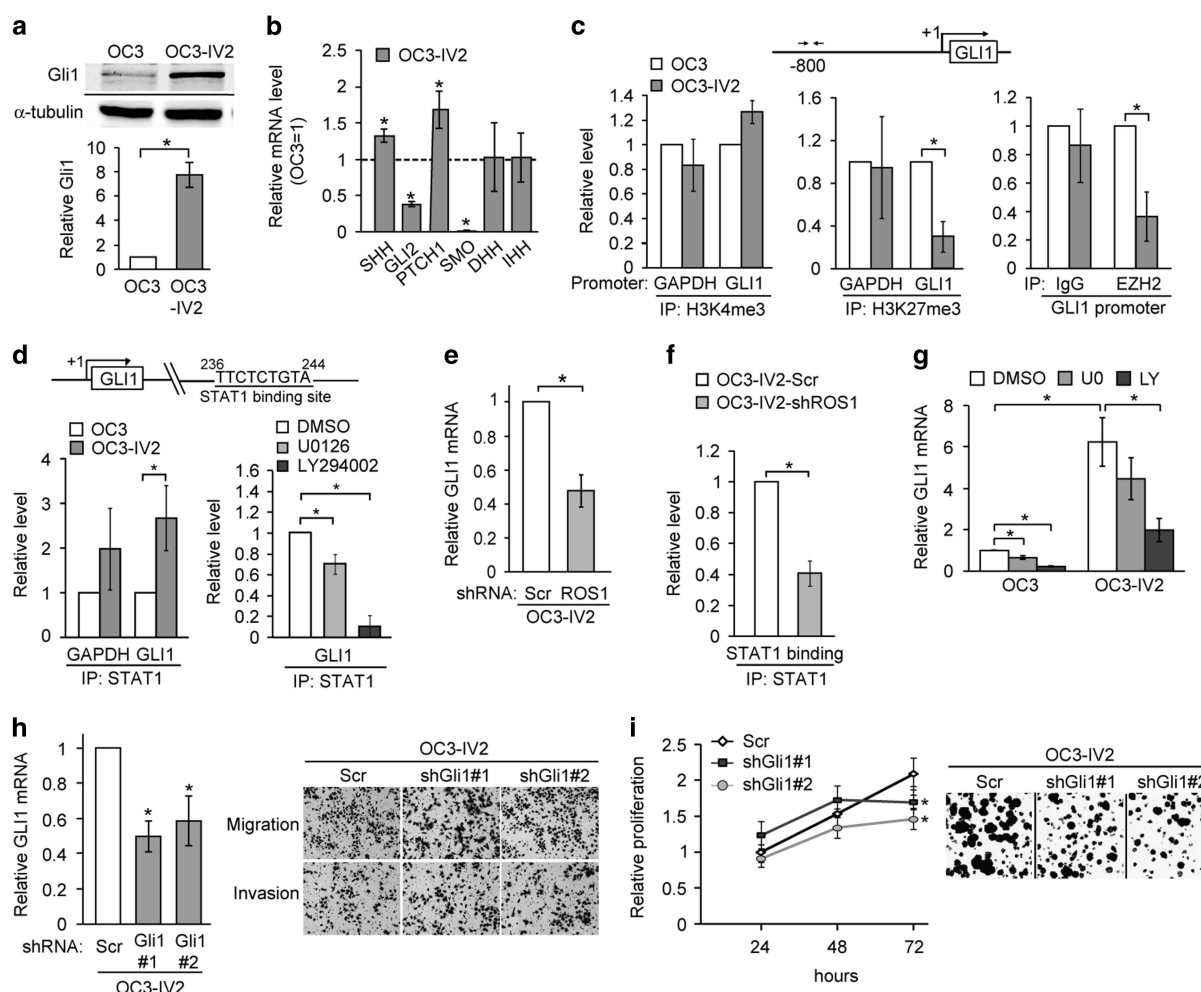 a
OC3 OC3-IV2
Gli1
α-tubulin
*
Relative Gli1
10
8
6
4
2
0
OC3 OC3
-IV2
b
OC3-IV2
Relative mRNA level
(OC3=1)
2.5
2
1.5
1
0.5
0
* * * *
SHH GLI2 PTCH1 SMO DHH IHH
c
+1
GLI1
-800
OC3
OC3-IV2
Relative level
1.4
1.2
1
0.8
0.6
0.4
0.2
0
Promoter: GAPDH GLI1
IP: H3K4me3
2.0
1.6
1.2
0.8
0.4
0
*
GAPDH GLI1
IP: H3K27me3
1.2
1
0.8
0.6
0.4
0.2
0
*
IP: IgG EZH2
GLI1 promoter
d
+1
GLI1
236 244
TTCTCTGTA
STAT1 binding site
OC3
OC3-IV2
Relative level
4
3
2
1
0
*
GAPDH GLI1
IP: STAT1
DMSO
U0126
LY294002
Relative level
1.6
1.4
1.2
1
0.8
0.6
0.4
0.2
0
*
*
GLI1
IP: STAT1
e
Relative GLI1 mRNA
1
0.8
0.6
0.4
0.2
0
*
shRNA: Scr ROS1
OC3-IV2
f
OC3-IV2-Scr
OC3-IV2-shROS1
Relative level
1.2
1
0.8
0.6
0.4
0.2
0
*
STAT1 binding
IP: STAT1
g
DMSO U0 LY
Relative GLI1 mRNA
8
6
4
2
0
* *
*
*
OC3 OC3-IV2
h
Relative GLI1 mRNA
1
0.8
0.6
0.4
0.2
0
* *
shRNA: Scr Gli1 Gli1
#1 #2
OC3-IV2
OC3-IV2
Scr shGli1#1 shGli1#2
Migration
Invasion
i
Scr
shGli1#1
shGli1#2
Relative proliferation
2.5
2
1.5
1
0.5
0
*
*
24 48 72
hours
OC3-IV2
Scr shGli1#1 shGli1#2